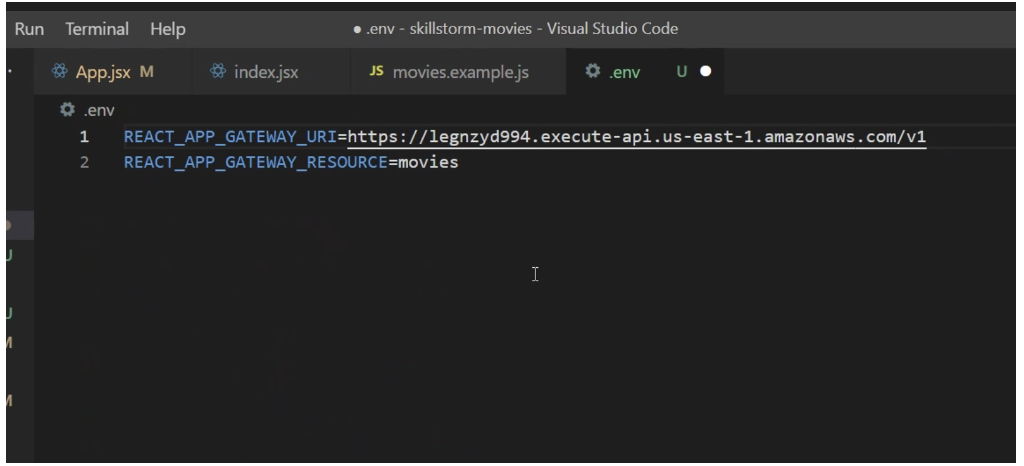 Run Terminal Help ● .env - skillstorm-movies - Visual Studio Code
App.jsx M index.jsx JS movies.example.js .env U ●
.env
1 REACT_APP_GATEWAY_URI=https://legnzyd994.execute-api.us-east-1.amazonaws.com/v1
2 REACT_APP_GATEWAY_RESOURCE=movies
U
U
M
M